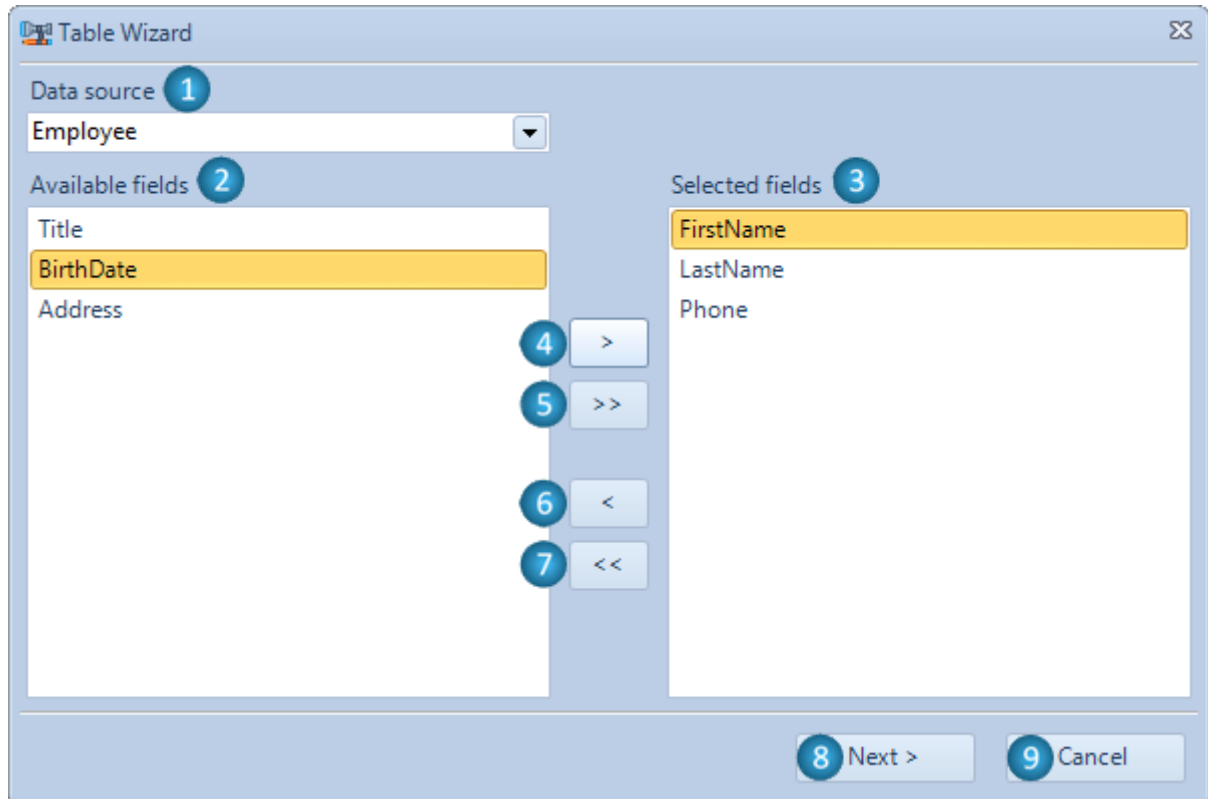 Table Wizard
Data source 1
Employee
Available fields 2
Title
BirthDate
Address
Selected fields 3
FirstName
LastName
Phone
4 >
5 >>
6 <
7 <<
8 Next >
9 Cancel